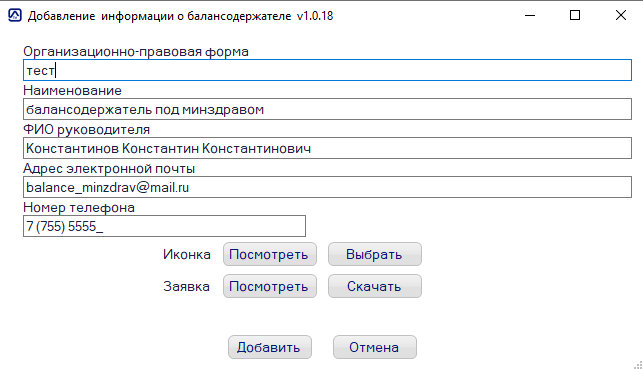 Добавление информации о балансодержателе v1.0.18
Организационно-правовая форма
тест
Наименование
балансодержатель под минздравом
ФИО руководителя
Константинов Константин Константинович
Адрес электронной почты
balance_minzdrav@mail.ru
Номер телефона
7 (755) 5555_
Иконка Посмотреть Выбрать
Заявка Посмотреть Скачать
Добавить Отмена